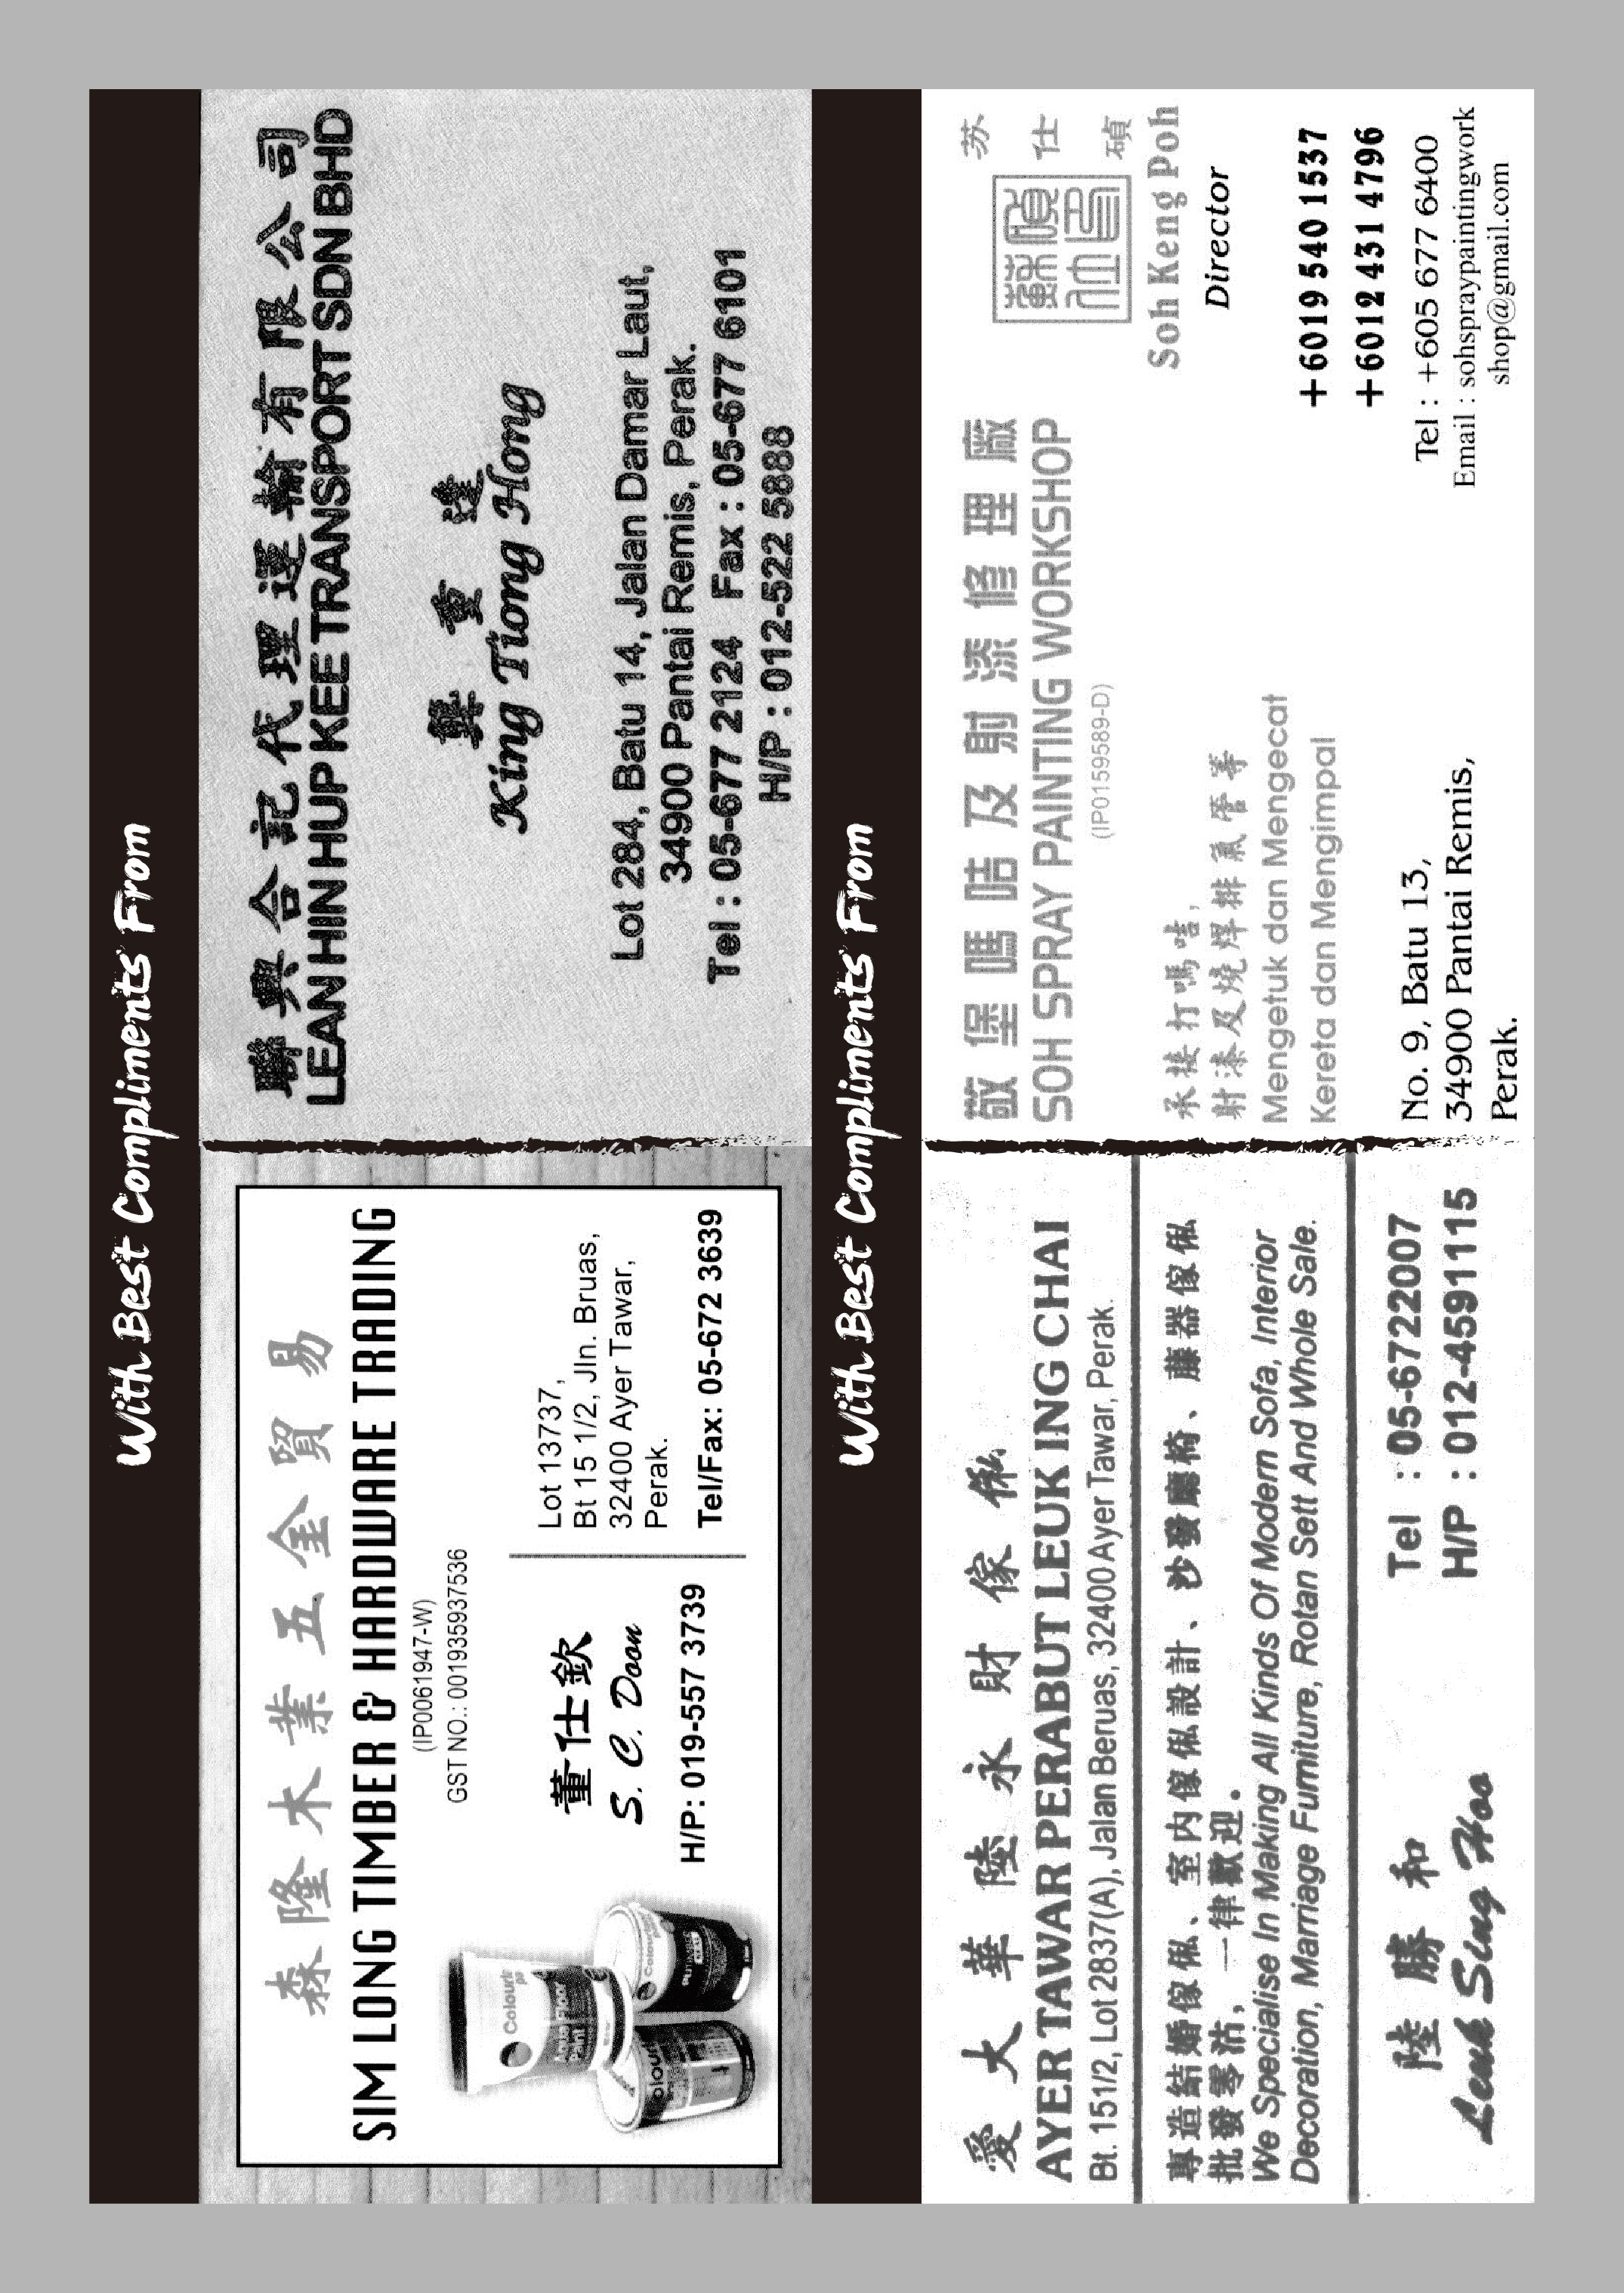 With Best Compliments From
森隆木業五金貿易
SIM LONG TIMBER & HARDWARE TRADING
(IP0061947-W)
GST NO.: 001935937536
董仕欽
S. C. Doon
H/P: 019-557 3739
Lot 13737,
Bt 15 1/2, Jln. Bruas,
32400 Ayer Tawar,
Perak.
Tel/Fax: 05-672 3639
Colourland
Aqua Floor
Paint
聯興合記代理運輸有限公司
LEAN HIN HUP KEE TRANSPORT SDN BHD
King Tiong Hong
Lot 284, Batu 14, Jalan Damar Laut,
34900 Pantai Remis, Perak.
Tel : 05-677 2124 Fax : 05-677 6101
H/P : 012-522 5888
With Best Compliments From
愛大華陸永財傢俬
AYER TAWAR PERABUT LEUK ING CHAI
Bt. 151/2, Lot 2837(A), Jalan Beruas, 32400 Ayer Tawar, Perak.
專造結婚傢俬、室内傢俬設計、沙發廳椅、藤器傢俬
批發零沽，一律歡迎。
We Specialise In Making All Kinds Of Modern Sofa, Interior
Decoration, Marriage Furniture, Rotan Sett And Whole Sale.
陸勝和
Leuk Sing Hoo
Tel : 05-6722007
H/P : 012-4591115
敬堡嗎咭及射漆修理廠
SOH SPRAY PAINTING WORKSHOP
(IP0159589-D)
苏仕碩
Soh Keng Poh
Director
承接打嗎咭,
射漆及燒焊排氣管等
Mengetuk dan Mengecat
Kereta dan Mengimpal
+6019 540 1537
+6012 431 4796
No. 9, Batu 13,
34900 Pantai Remis,
Perak.
Tel : +605 677 6400
Email : sohspraypaintingwork
shop@gmail.com